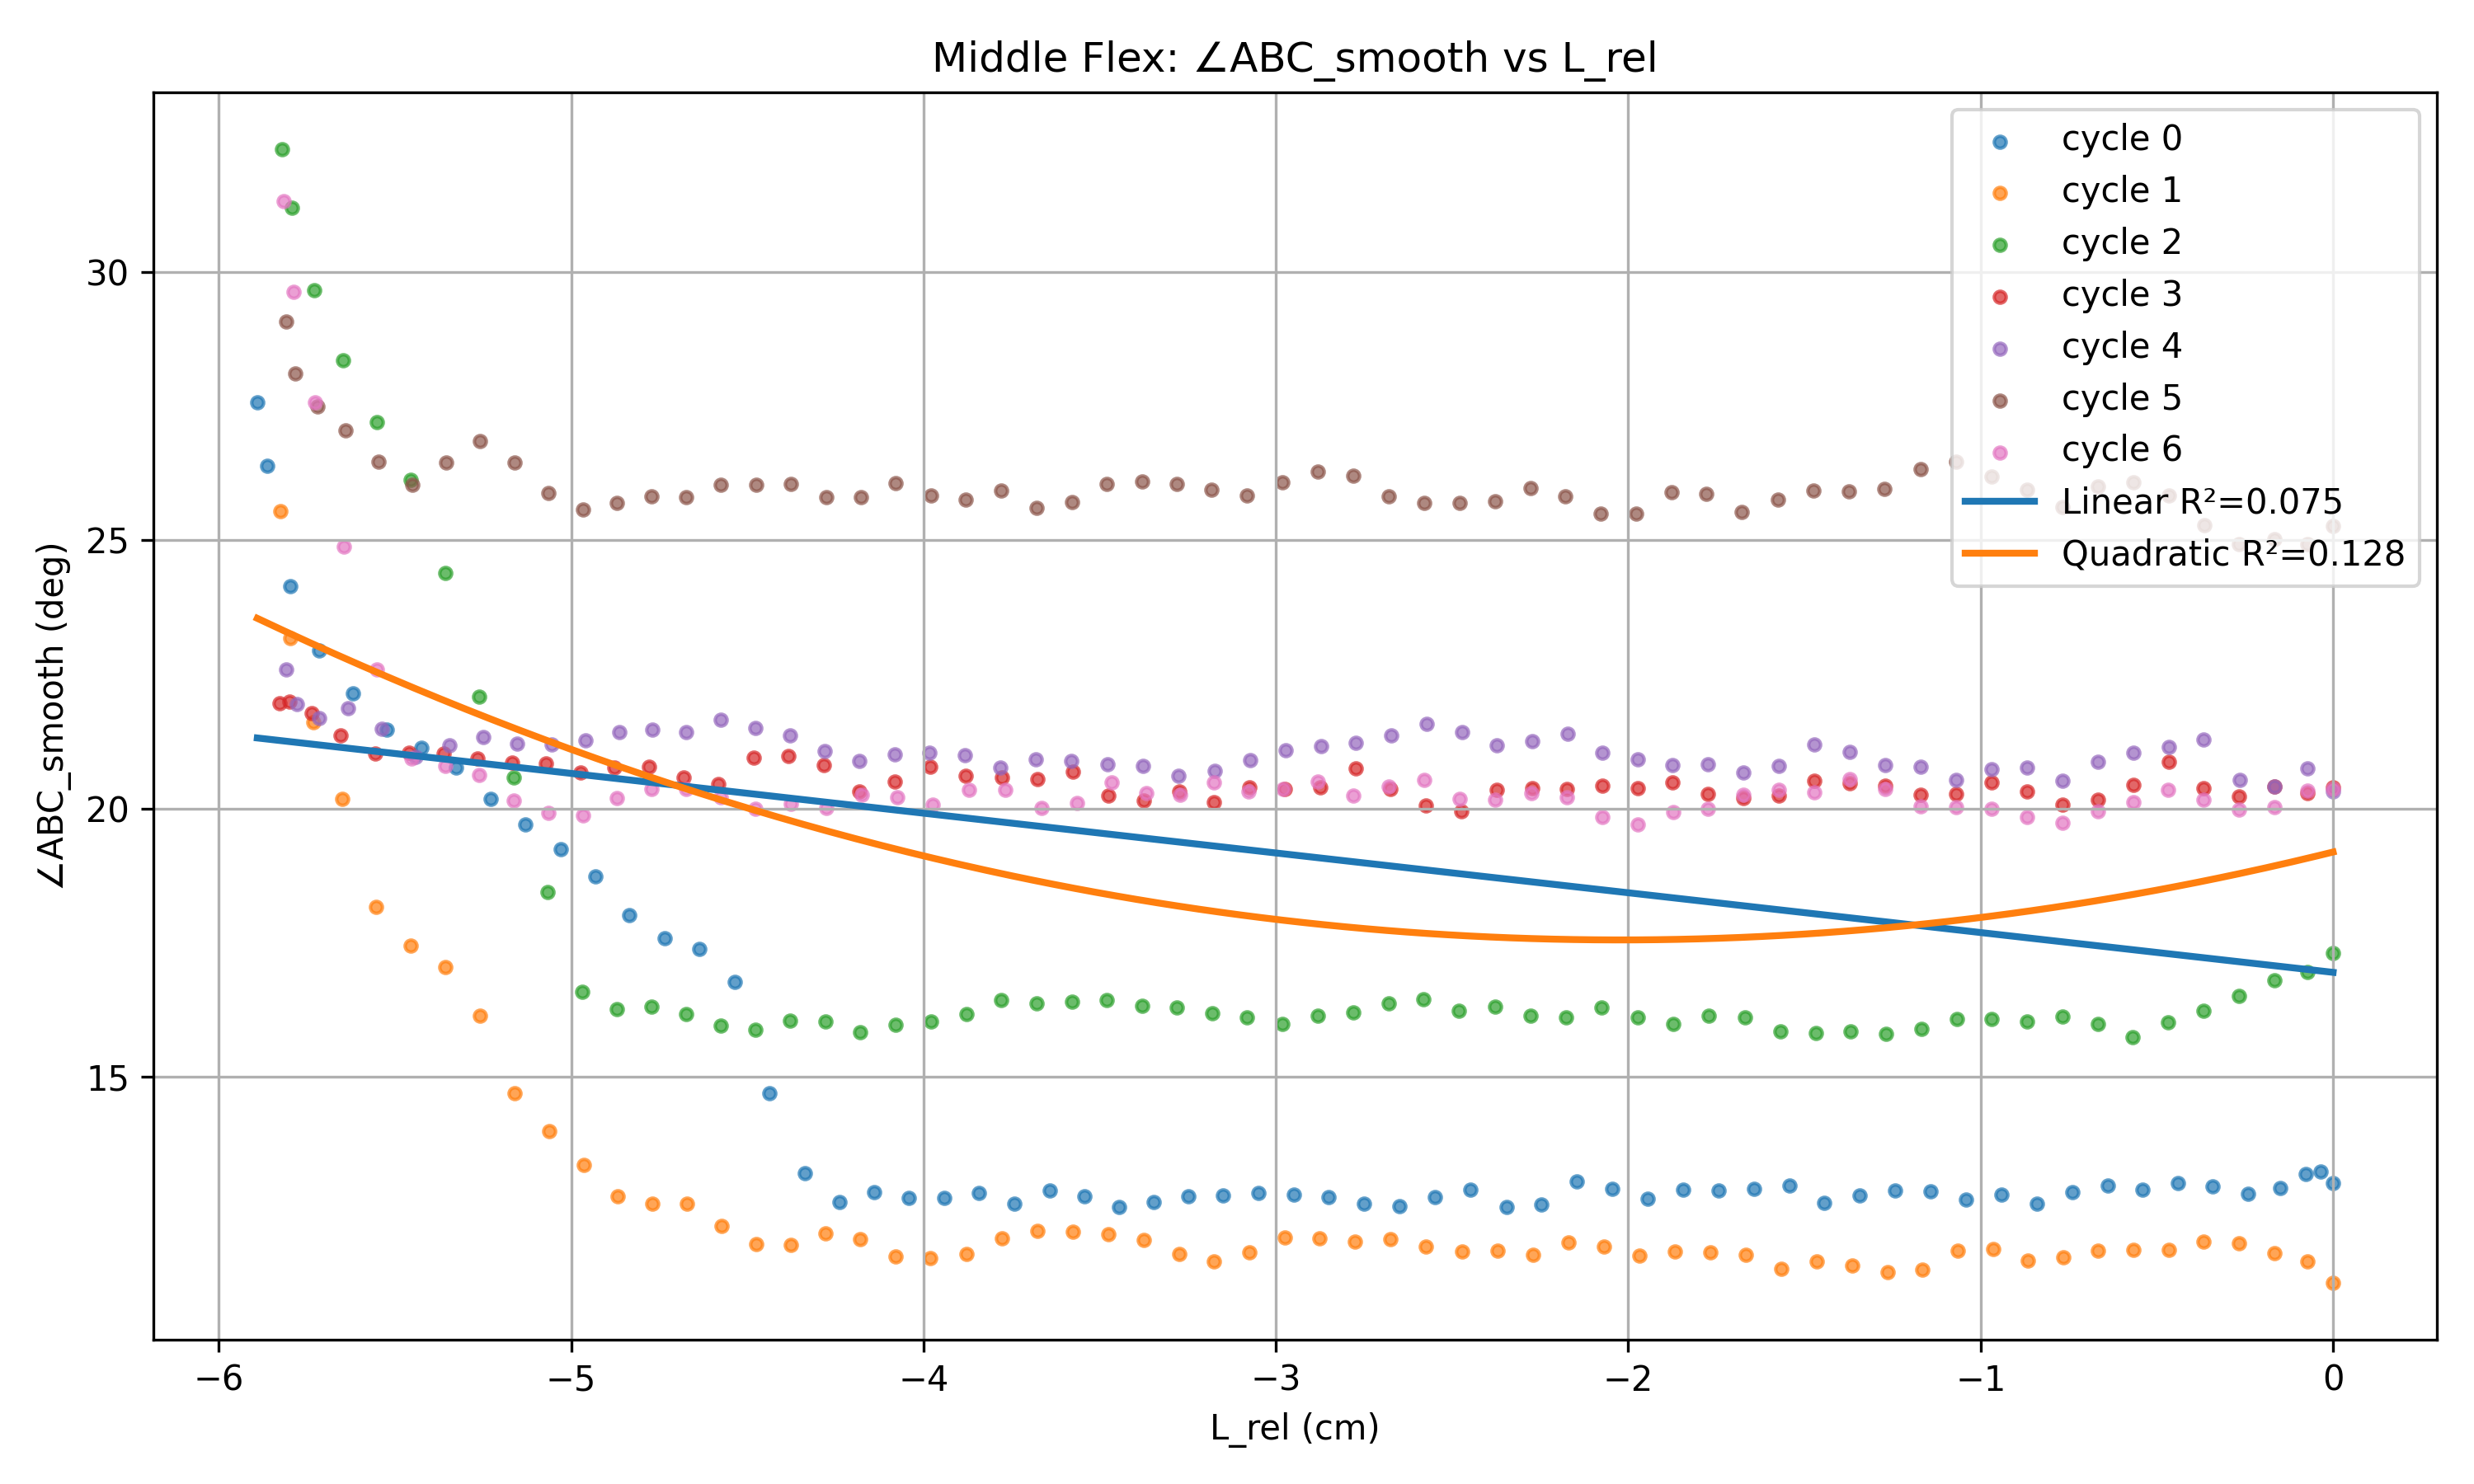 Middle Flex: ∠ABC_smooth vs L_rel
cycle 0
cycle 1
cycle 2
cycle 3
cycle 4
cycle 5
cycle 6
Linear R²=0.075
Quadratic R²=0.128
∠ABC_smooth (deg)
30
25
20
15
−6
−5
−4
−3
−2
−1
0
L_rel (cm)